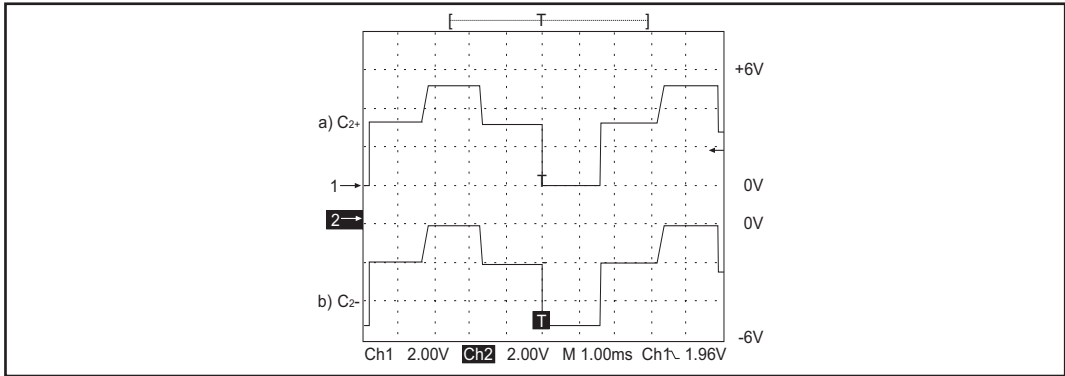 [ T ]
+6V
a) C2+
T
1
0V
2
0V
b) C2-
T
-6V
Ch1 2.00V Ch2 2.00V M 1.00ms Ch1 1.96V